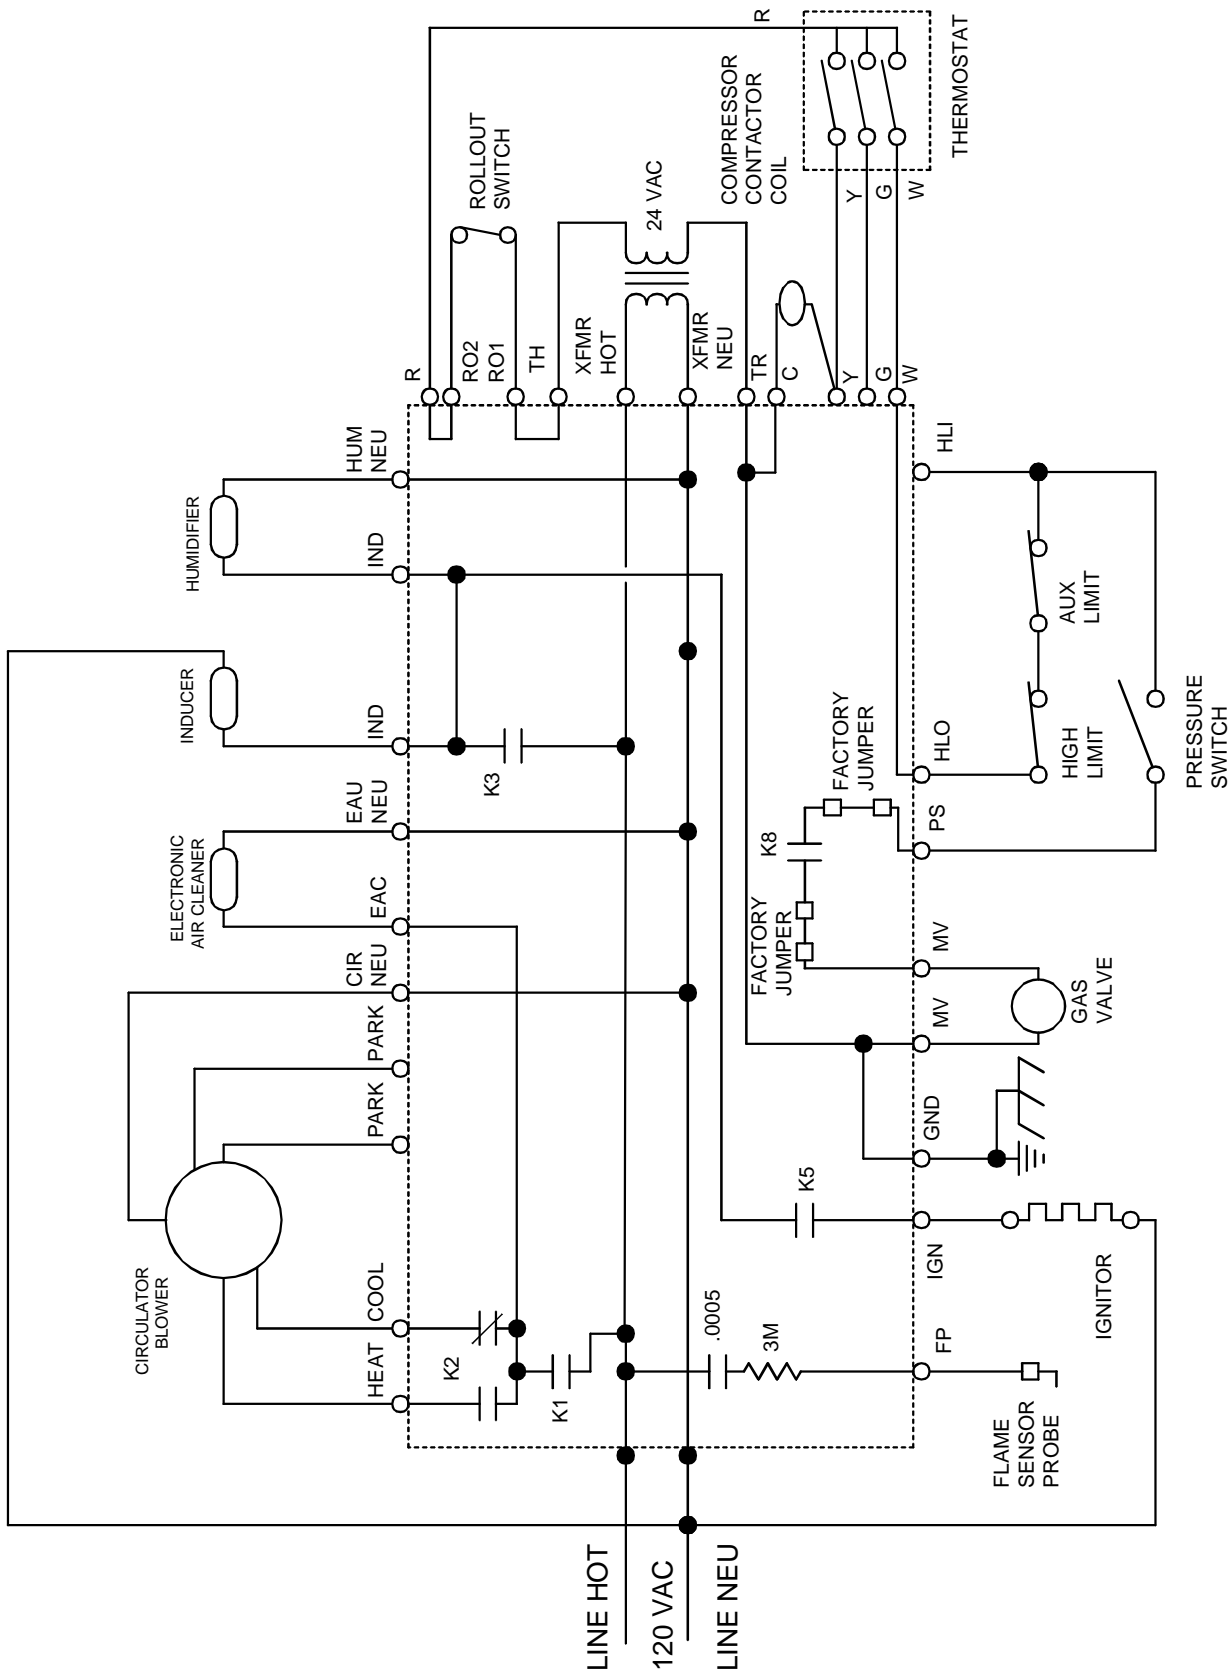 LINE HOT
120 VAC
LINE NEU
CIRCULATOR
BLOWER
HEAT
COOL
PARK
PARK
CIR
NEU
ELECTRONIC
AIR CLEANER
EAC
EAU
NEU
INDUCER
IND
HUMIDIFIER
IND
HUM
NEU
K2
K1
K3
.0005
3M
K5
FACTORY
JUMPER
K8
FACTORY
JUMPER
R
RO2
RO1
TH
XFMR
HOT
XFMR
NEU
TR
C
Y
G
W
ROLLOUT
SWITCH
24 VAC
COMPRESSOR
CONTACTOR
COIL
R
Y
G
W
THERMOSTAT
FP
IGN
GND
MV
MV
PS
HLO
HLI
FLAME
SENSOR
PROBE
IGNITOR
GAS
VALVE
HIGH
LIMIT
AUX
LIMIT
PRESSURE
SWITCH